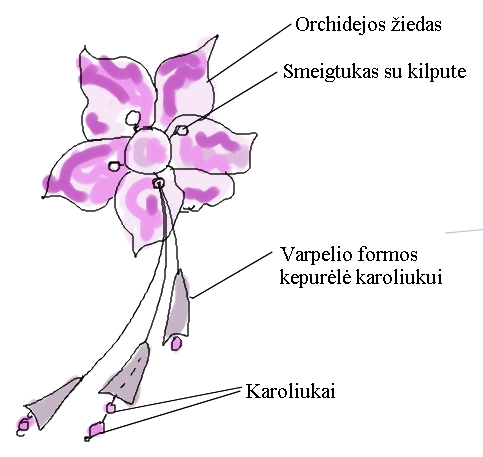 Orchidejos žiedas
Smeigtukas su kilpute
Varpelio formos
kepurėlė karoliukui
Karoliukai